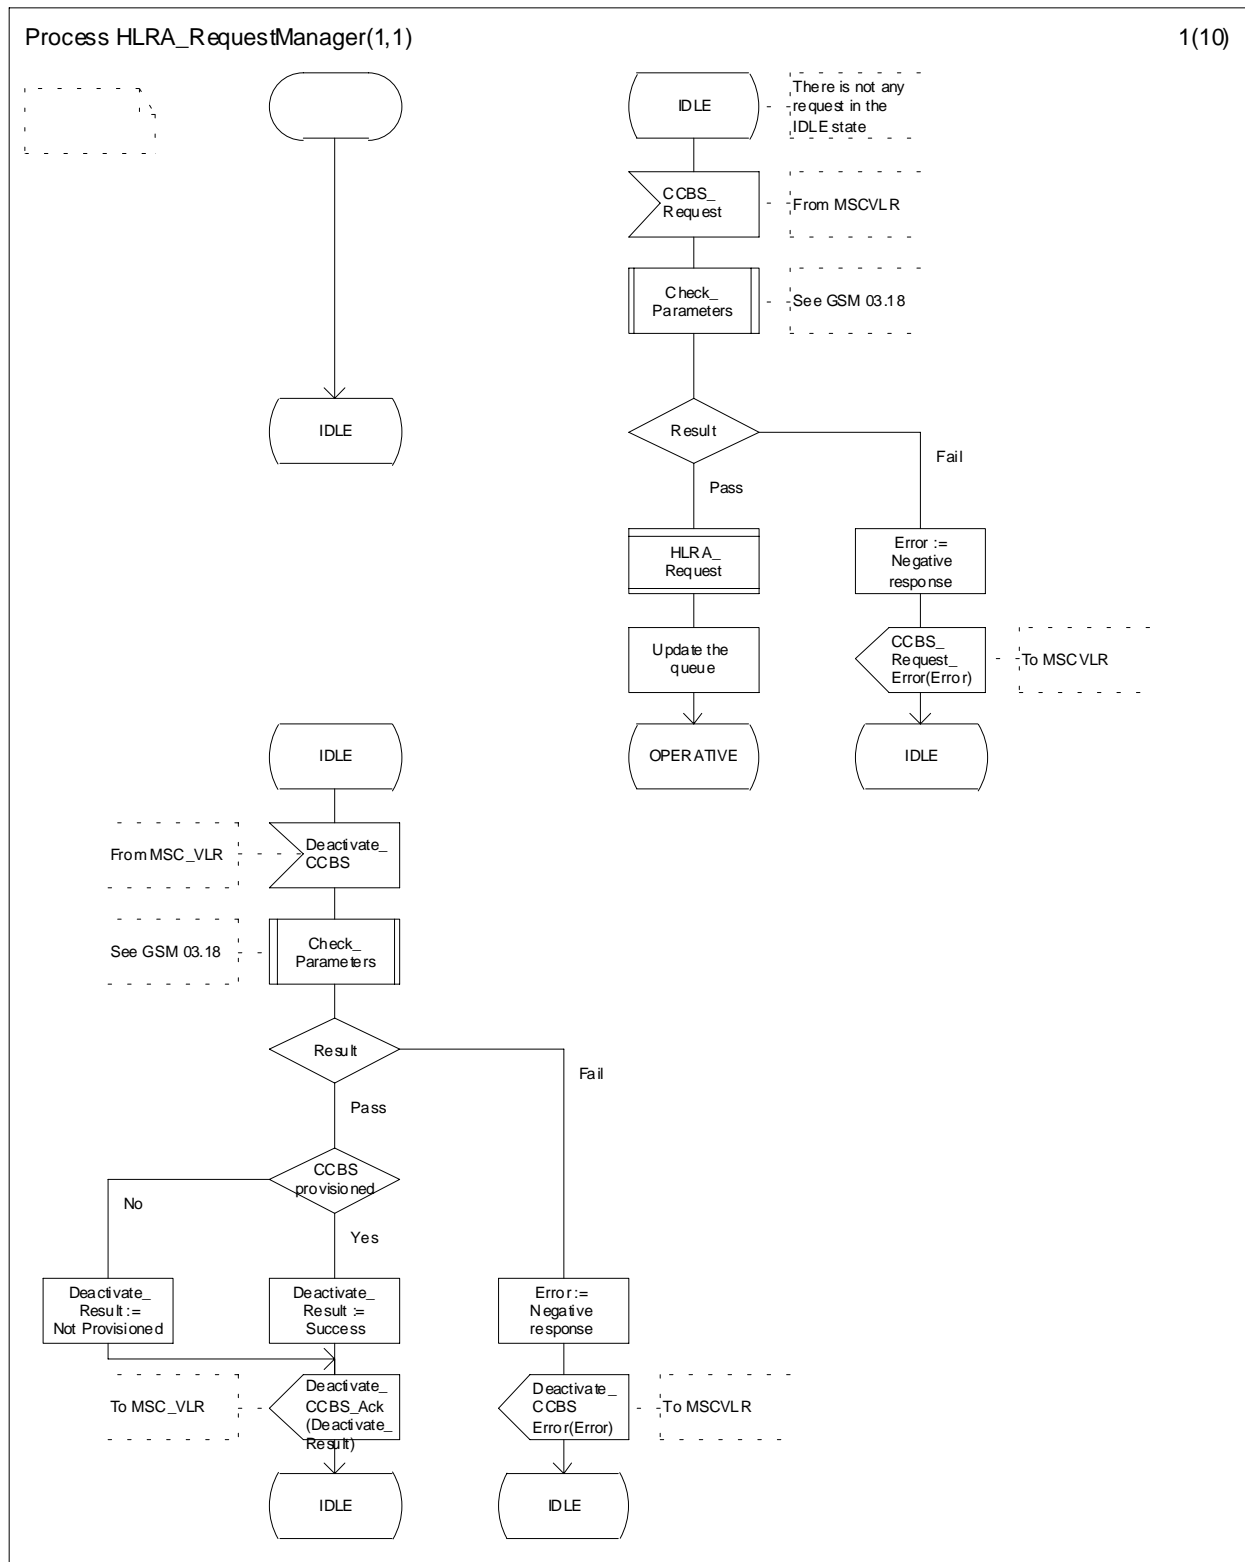 Process HLRA_RequestManager(1,1)
1(10)
IDLE
There is not any
request in the
IDLE state
CCBS_
Request
From MSCVLR
Check_
Parameters
See GSM 03.18
IDLE
Result
Fail
Pass
HLRA_
Request
Error :=
Negative
response
Update the
queue
CCBS_
Request_
Error(Error)
To MSCVLR
IDLE
OPERATIVE
IDLE
From MSC_VLR
Deactivate_
CCBS
See GSM 03.18
Check_
Parameters
Result
Fail
Pass
CCBS
provisioned
No
Yes
Deactivate_
Result :=
Not Provisioned
Deactivate_
Result :=
Success
Error :=
Negative
response
To MSC_VLR
Deactivate_
CCBS_Ack
(Deactivate_
Result)
Deactivate_
CCBS
Error(Error)
To MSCVLR
IDLE
IDLE